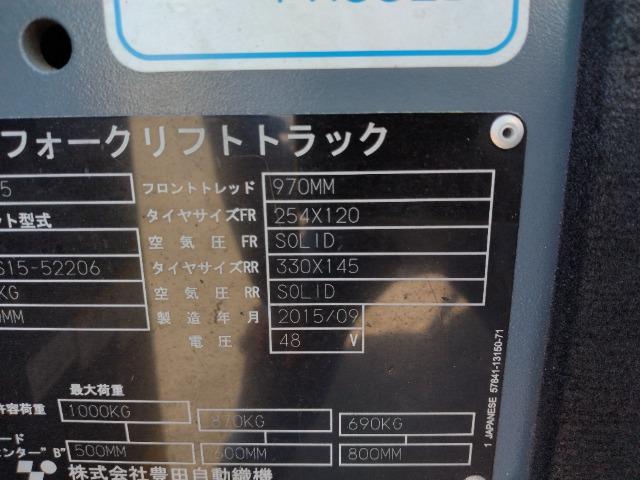 フォークリフトトラック
5 フロントトレッド 970MM
ット型式 タイヤサイズFR 254X120
空気圧 FR SOLID
S15-52206 タイヤサイズRR 330X145
KG 空気圧 RR SOLID
0MM 製造年月 2015/09
電圧 48 V
1 JAPANESE 57841-13150-71
最大荷重
許容荷重 1000KG 870KG 690KG
ード
センター"B" 500MM 600MM 800MM
株式会社豊田自動織機